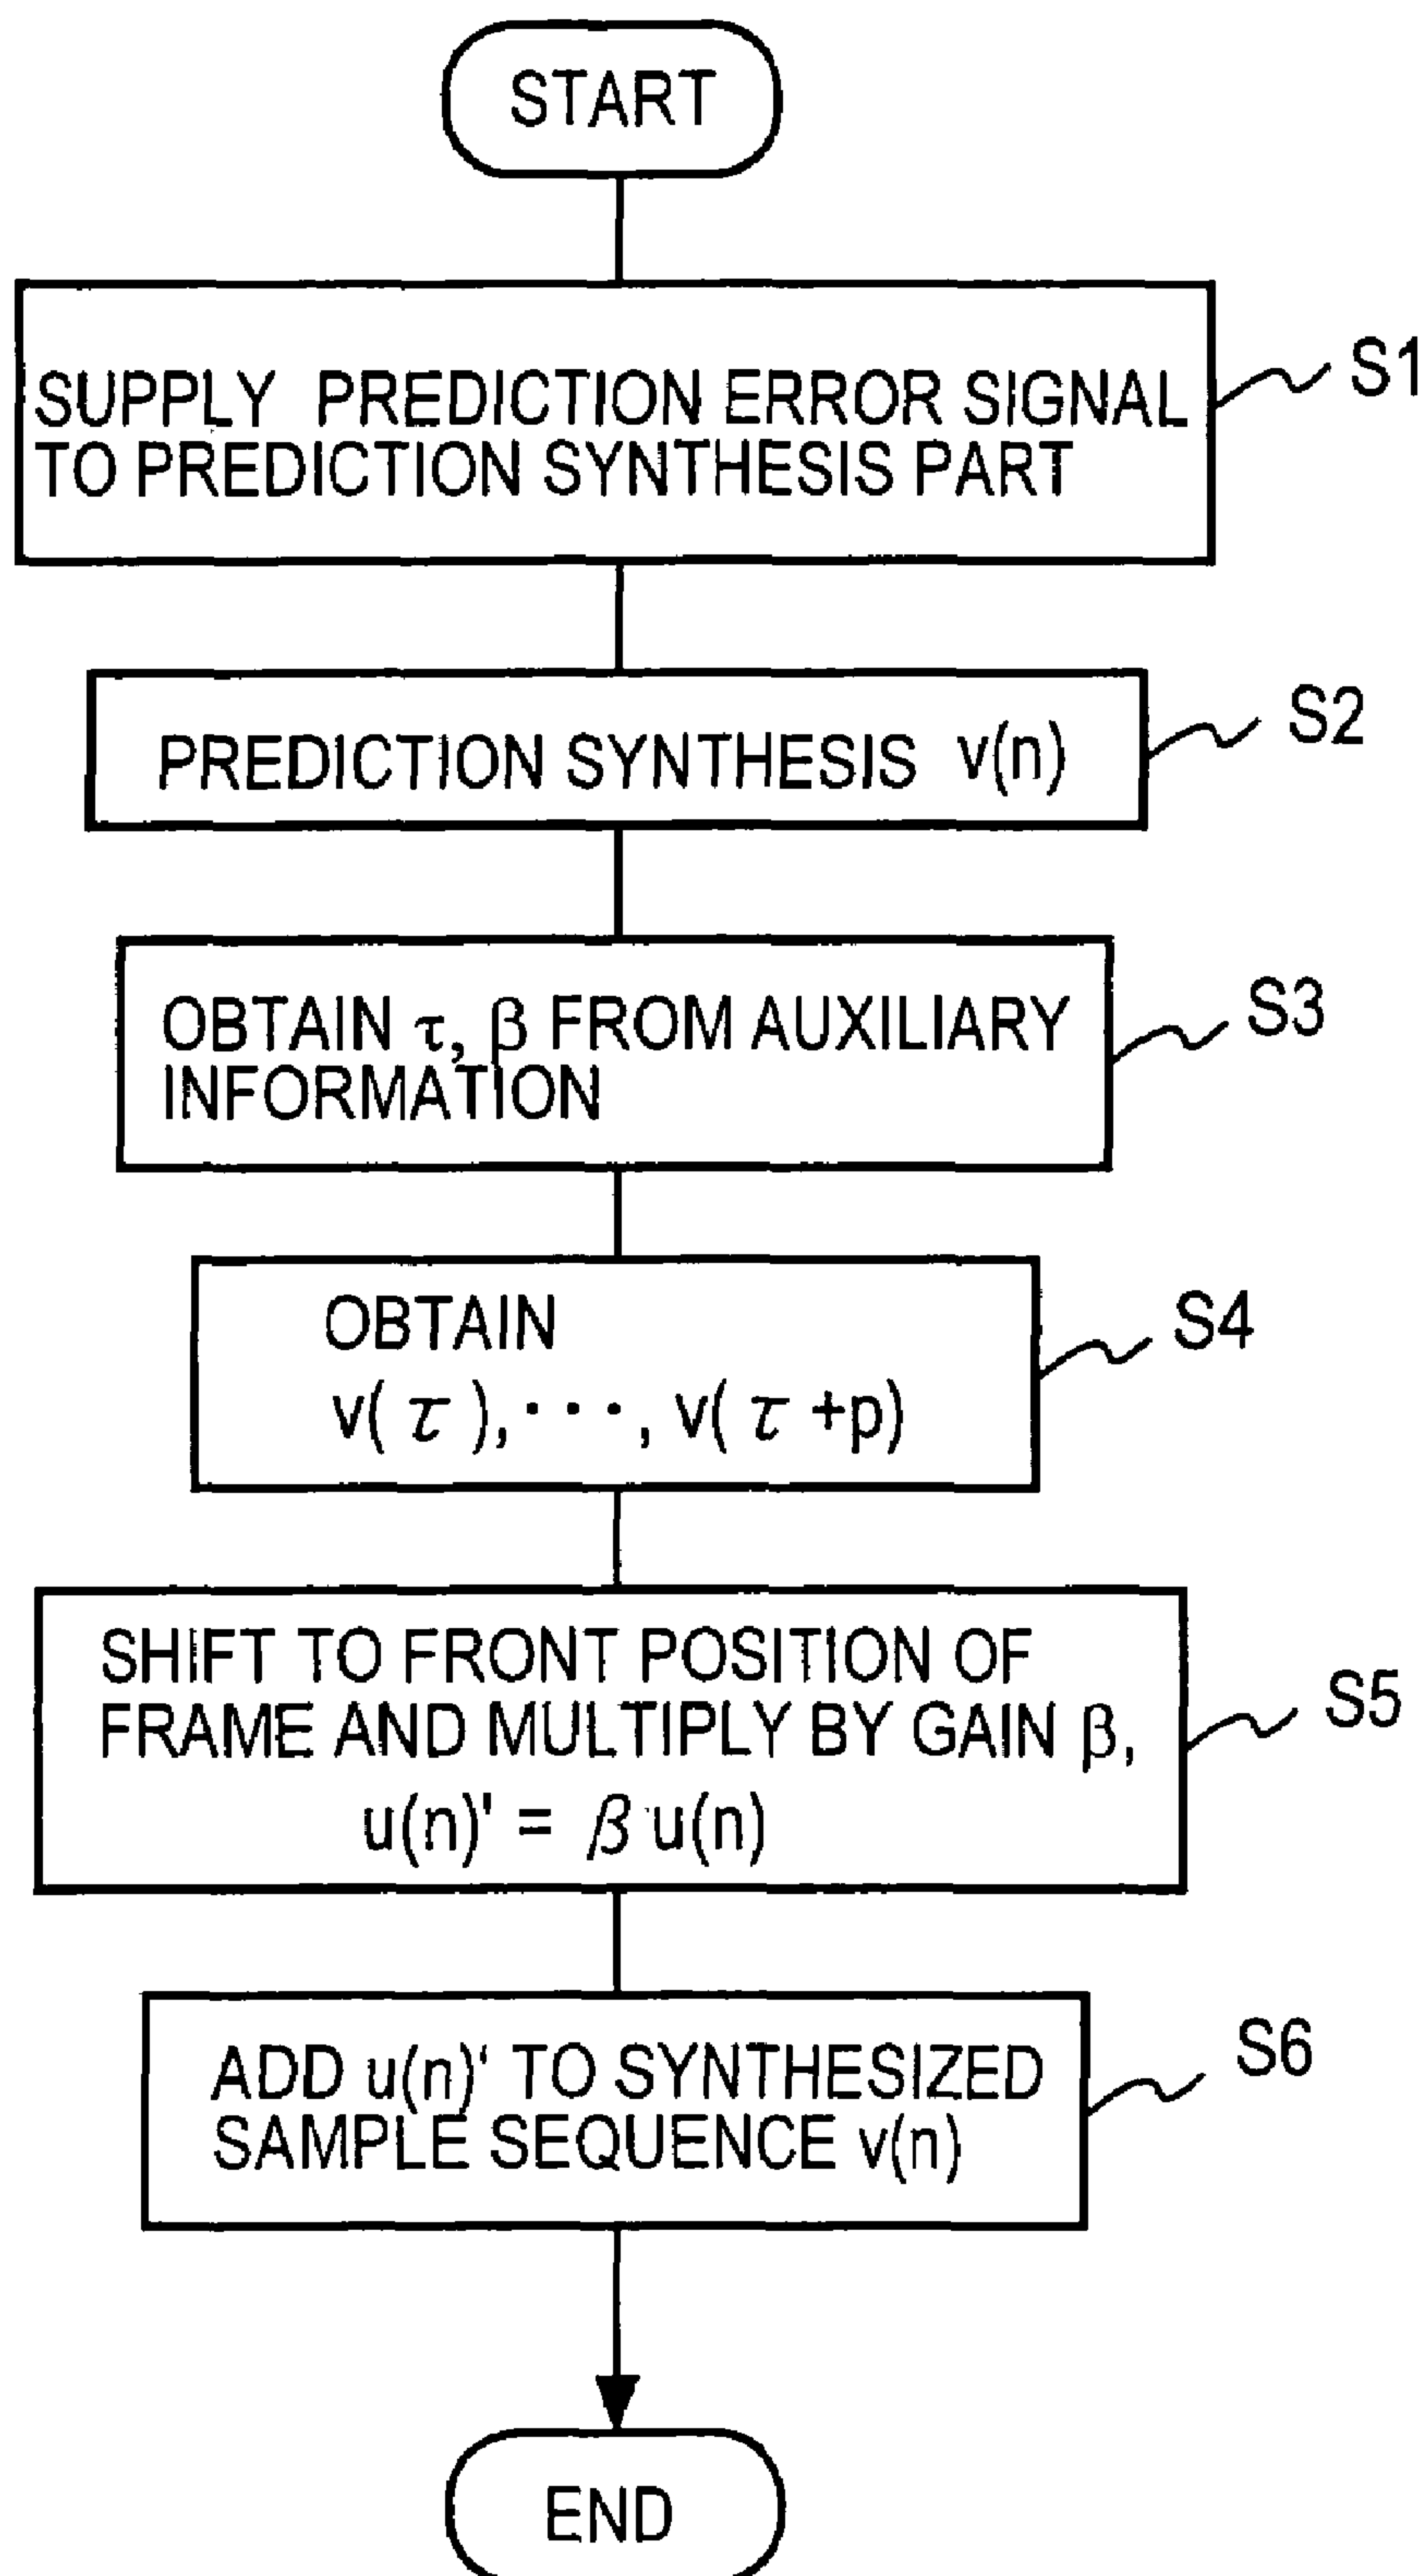 START
SUPPLY PREDICTION ERROR SIGNAL
TO PREDICTION SYNTHESIS PART
S1
PREDICTION SYNTHESIS v(n)
S2
OBTAIN τ, β FROM AUXILIARY
INFORMATION
S3
OBTAIN
v( τ ), · · · , v( τ +p)
S4
SHIFT TO FRONT POSITION OF
FRAME AND MULTIPLY BY GAIN β,
u(n)' = β u(n)
S5
ADD u(n)' TO SYNTHESIZED
SAMPLE SEQUENCE v(n)
S6
END